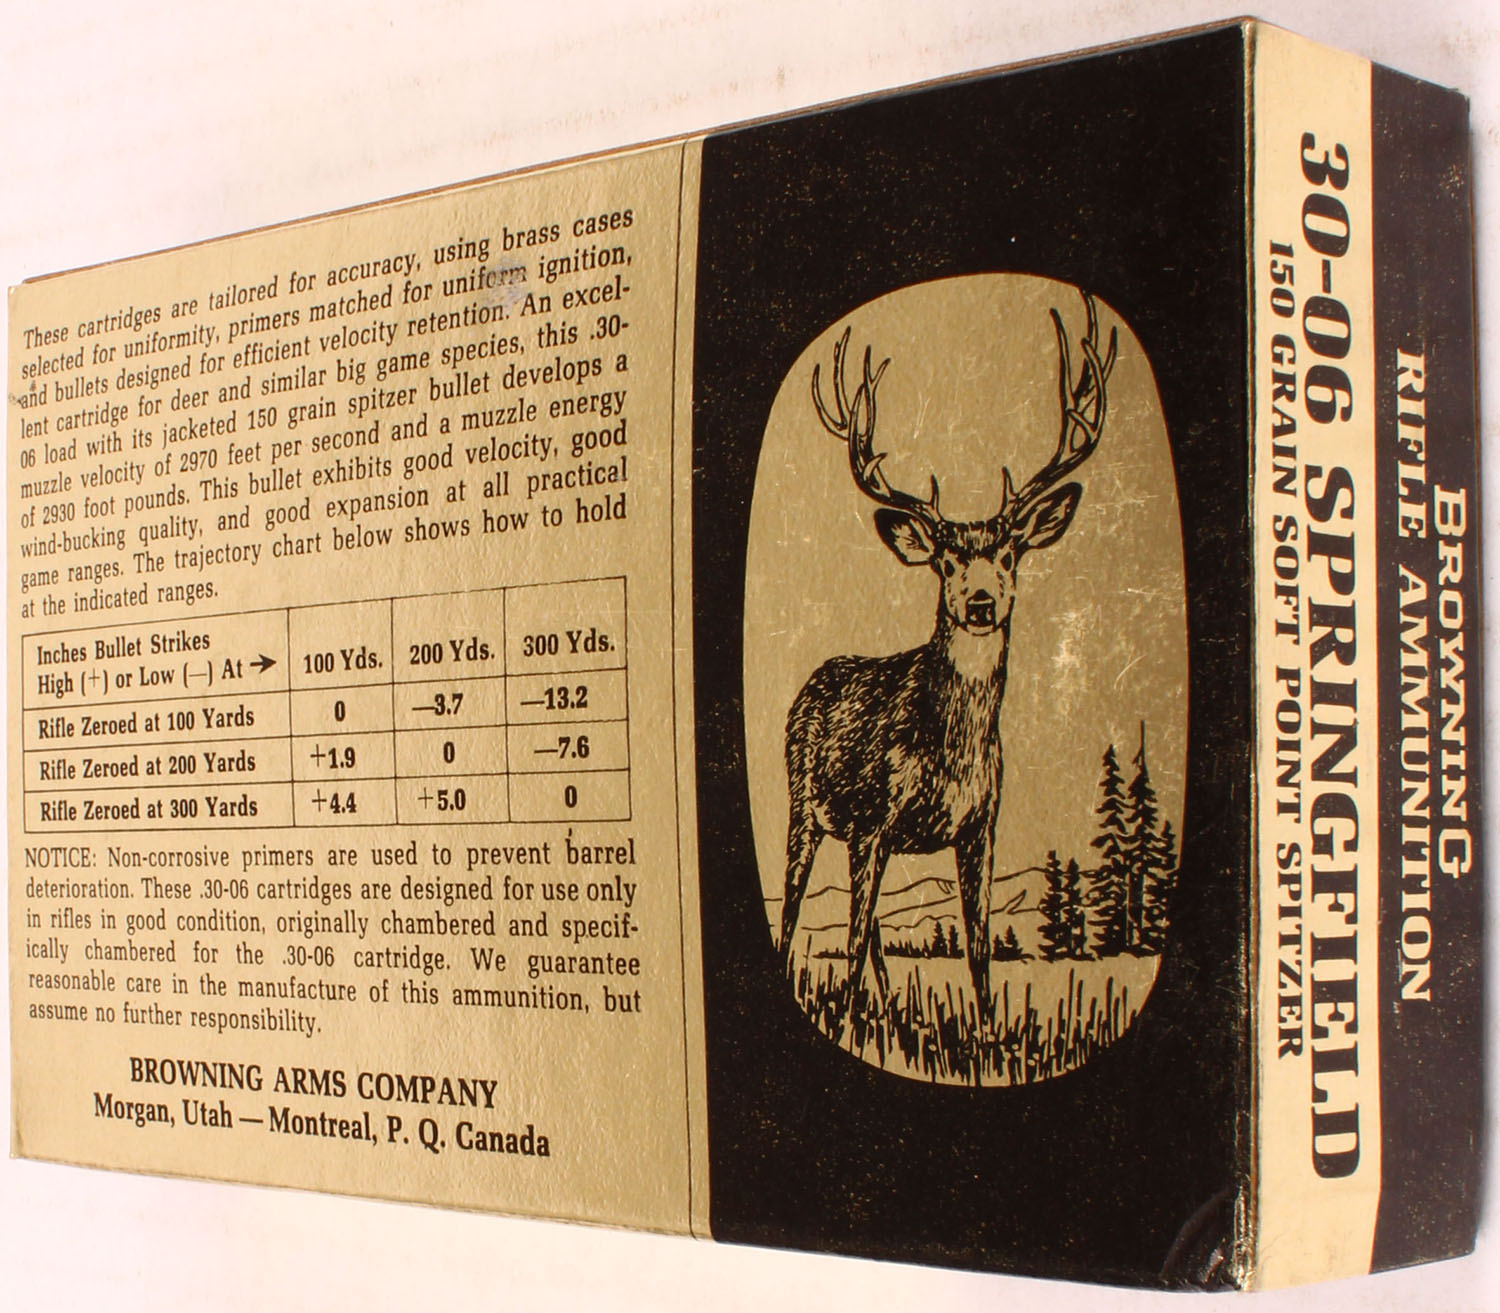 These cartridges are tailored for accuracy, using brass cases
selected for uniformity, primers matched for uniform ignition,
and bullets designed for efficient velocity retention. An excel-
lent cartridge for deer and similar big game species, this .30-
06 load with its jacketed 150 grain spitzer bullet develops a
muzzle velocity of 2970 feet per second and a muzzle energy
of 2930 foot pounds. This bullet exhibits good velocity, good
wind-bucking quality, and good expansion at all practical
game ranges. The trajectory chart below shows how to hold
at the indicated ranges.
Inches Bullet Strikes
High (+) or Low (—) At → 100 Yds. 200 Yds. 300 Yds.
Rifle Zeroed at 100 Yards 0 —3.7 —13.2
Rifle Zeroed at 200 Yards +1.9 0 —7.6
Rifle Zeroed at 300 Yards +4.4 +5.0 0
NOTICE: Non-corrosive primers are used to prevent barrel
deterioration. These .30-06 cartridges are designed for use only
in rifles in good condition, originally chambered and specif-
ically chambered for the .30-06 cartridge. We guarantee
reasonable care in the manufacture of this ammunition, but
assume no further responsibility.
BROWNING ARMS COMPANY
Morgan, Utah — Montreal, P. Q. Canada
BROWNING
RIFLE AMMUNITION
30-06 SPRINGFIELD
150 GRAIN SOFT POINT SPITZER